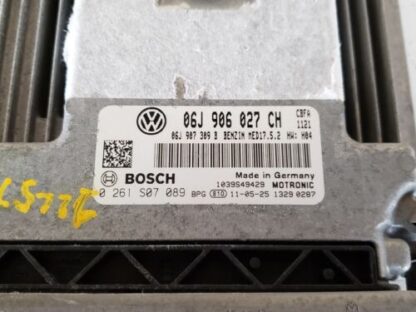 06J 906 027 CH CBFA
06J 907 309 B BENZIN MED17.5.2 HW: H04 1121
BOSCH
Made in Germany
1039S49429 MOTRONIC
0 261 S07 089 BPG 810 11-05-25 1329 0287